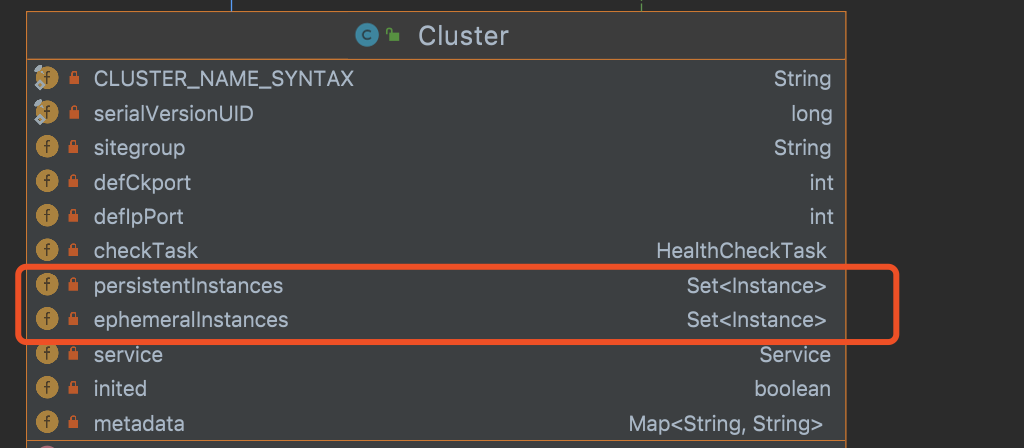 Cluster
CLUSTER_NAME_SYNTAX String
serialVersionUID long
sitegroup String
defCkport int
defIpPort int
checkTask HealthCheckTask
persistentInstances Set<Instance>
ephemeralInstances Set<Instance>
service Service
inited boolean
metadata Map<String, String>